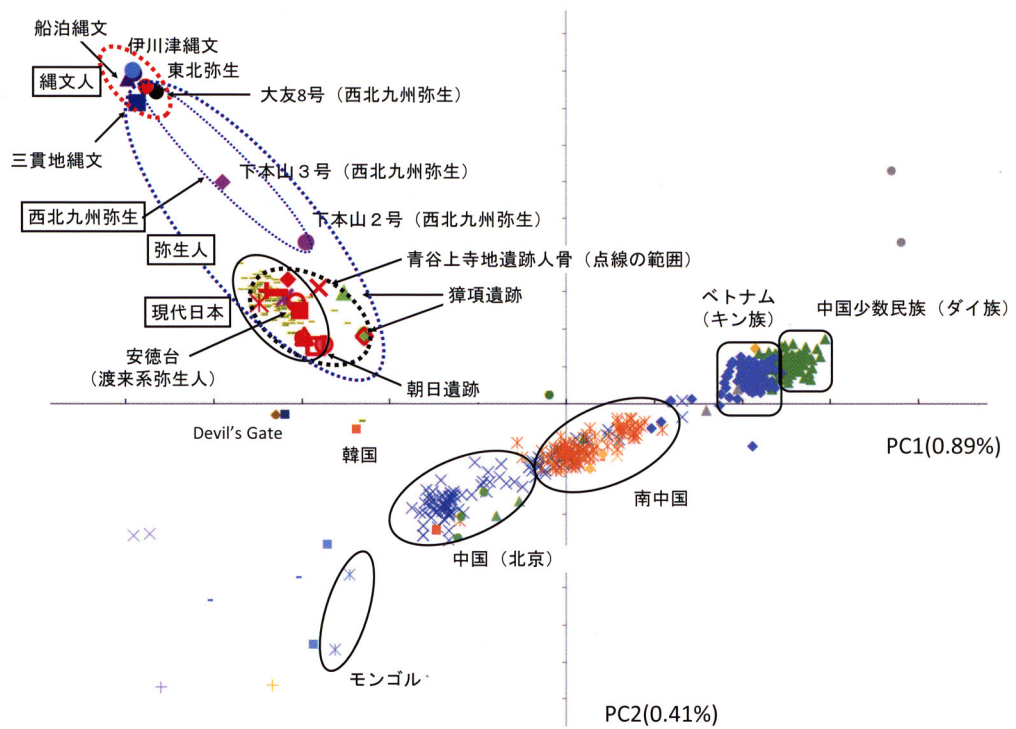 船泊縄文
伊川津縄文
東北弥生
縄文人
大友8号（西北九州弥生）
三貫地縄文
下本山３号（西北九州弥生）
西北九州弥生
下本山２号（西北九州弥生）
弥生人
青谷上寺地遺跡人骨（点線の範囲）
獐項遺跡
現代日本
ベトナム
（キン族）
中国少数民族（ダイ族）
安徳台
（渡来系弥生人）
朝日遺跡
Devil's Gate
韓国
PC1(0.89%)
南中国
中国（北京）
モンゴル
PC2(0.41%)